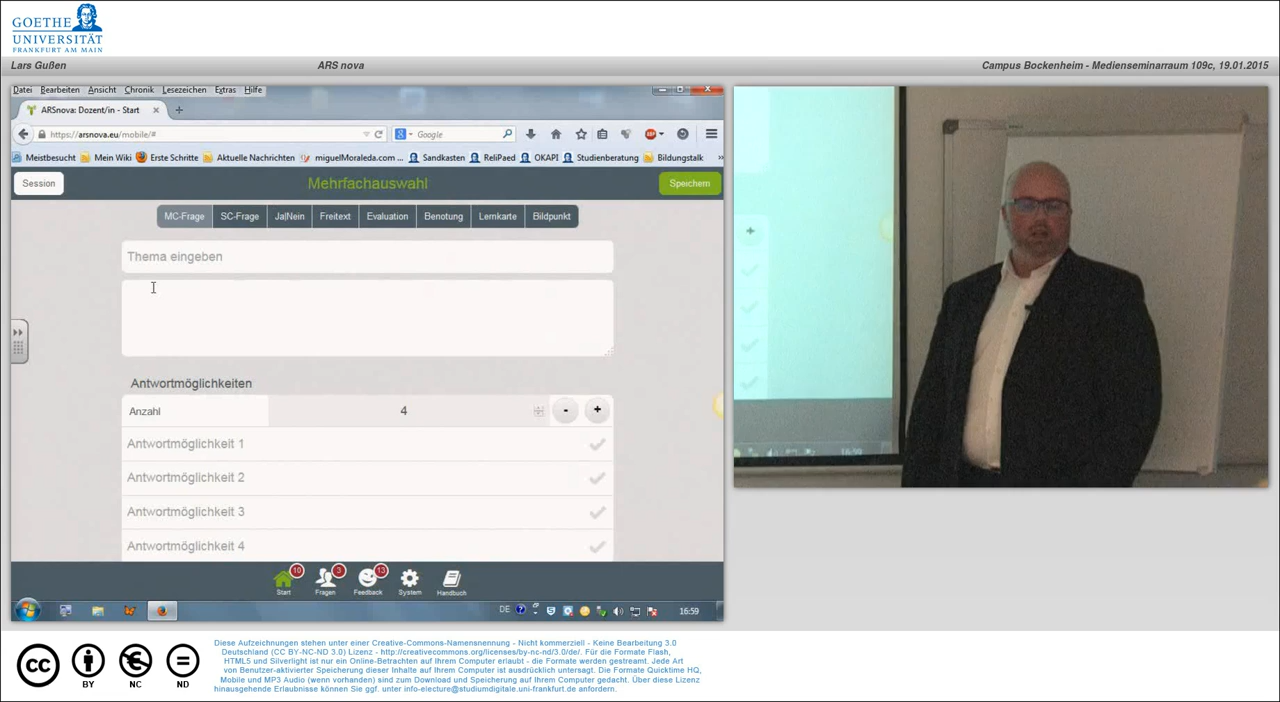 GOETHE
UNIVERSITÄT
FRANKFURT AM MAIN
Lars Gußen
ARS nova
Campus Bockenheim - Medienseminarraum 109c, 19.01.2015
Datei Bearbeiten Ansicht Chronik Lesezeichen Extras Hilfe
ARSnova: Dozent/in - Start
https://arsnova.eu/mobile/#
Google
Meistbesucht Mein Wiki Erste Schritte Aktuelle Nachrichten miguelMoraleda.com ... Sandkasten ReliPaed OKAPI Studienberatung Bildungstalk
Session
Mehrfachauswahl
Speichern
MC-Frage SC-Frage Ja|Nein Freitext Evaluation Benotung Lernkarte Bildpunkt
Thema eingeben
Antwortmöglichkeiten
Anzahl 4 - +
Antwortmöglichkeit 1
Antwortmöglichkeit 2
Antwortmöglichkeit 3
Antwortmöglichkeit 4
10 3 13
Start Fragen Feedback System Handbuch
DE 16:59
16:59
cc BY NC ND
Diese Aufzeichnungen stehen unter einer Creative-Commons-Namensnennung - Nicht kommerziell - Keine Bearbeitung 3.0
Deutschland (CC BY-NC-ND 3.0) Lizenz - http://creativecommons.org/licenses/by-nc-nd/3.0/de/. Für die Formate Flash,
HTML5 und Silverlight ist nur ein Online-Betrachten auf Ihrem Computer erlaubt - die Formate werden gestreamt. Jede Art
von Benutzer-aktivierter Speicherung dieser Inhalte auf Ihrem Computer ist ausdrücklich untersagt. Die Formate Quicktime HQ,
Mobile und MP3 Audio (wenn vorhanden) sind zum Download und Speicherung auf Ihrem Computer gedacht. Über diese Lizenz
hinausgehende Erlaubnisse können Sie ggf. unter info-electure@studiumdigitale.uni-frankfurt.de anfordern.